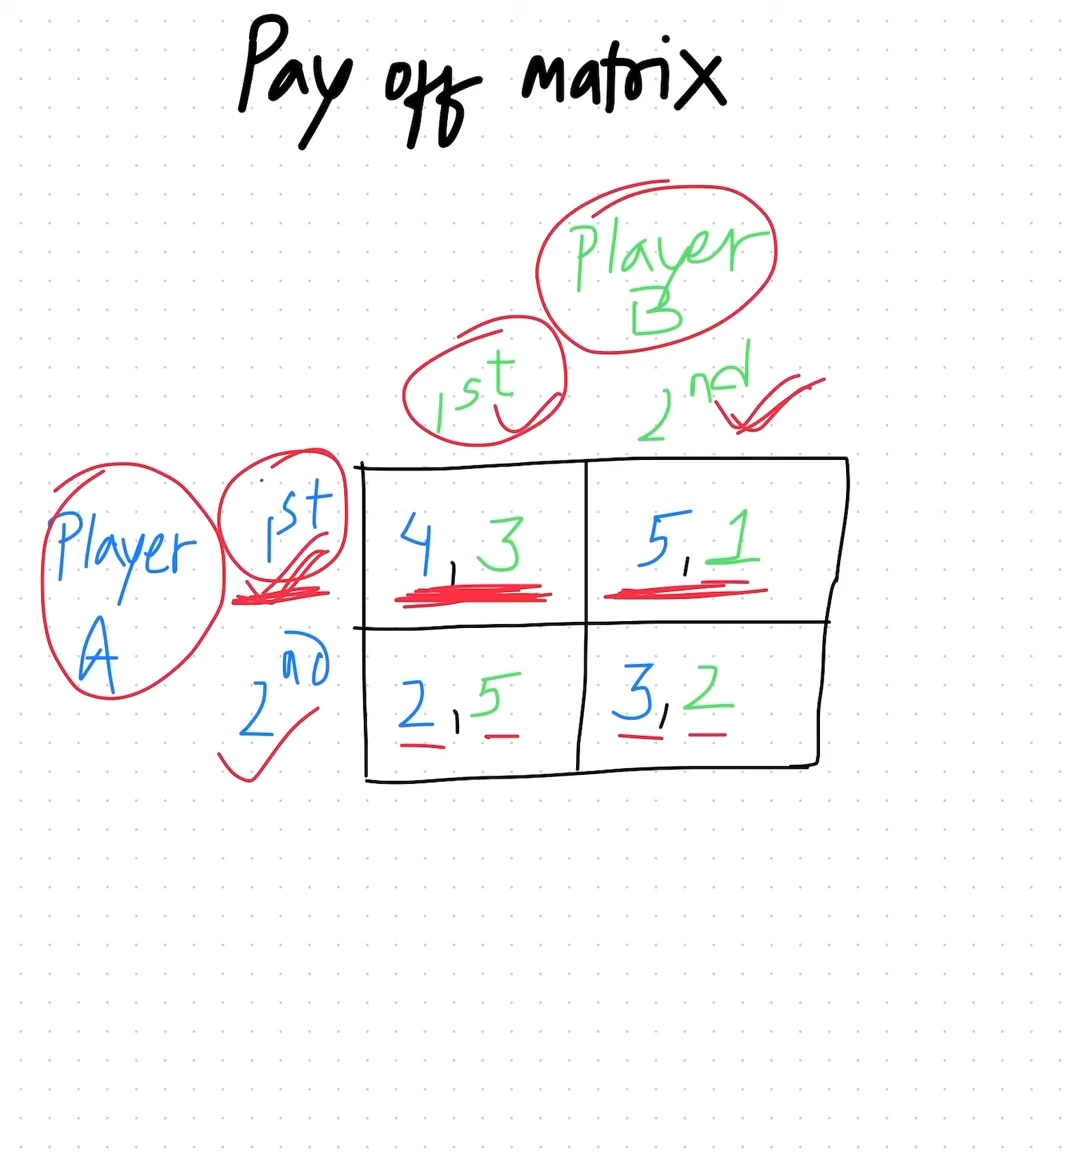 Pay off matrix
Player
B
1st 2nd
Player
A
1st 4,3 5,1
2nd 2,5 3,2